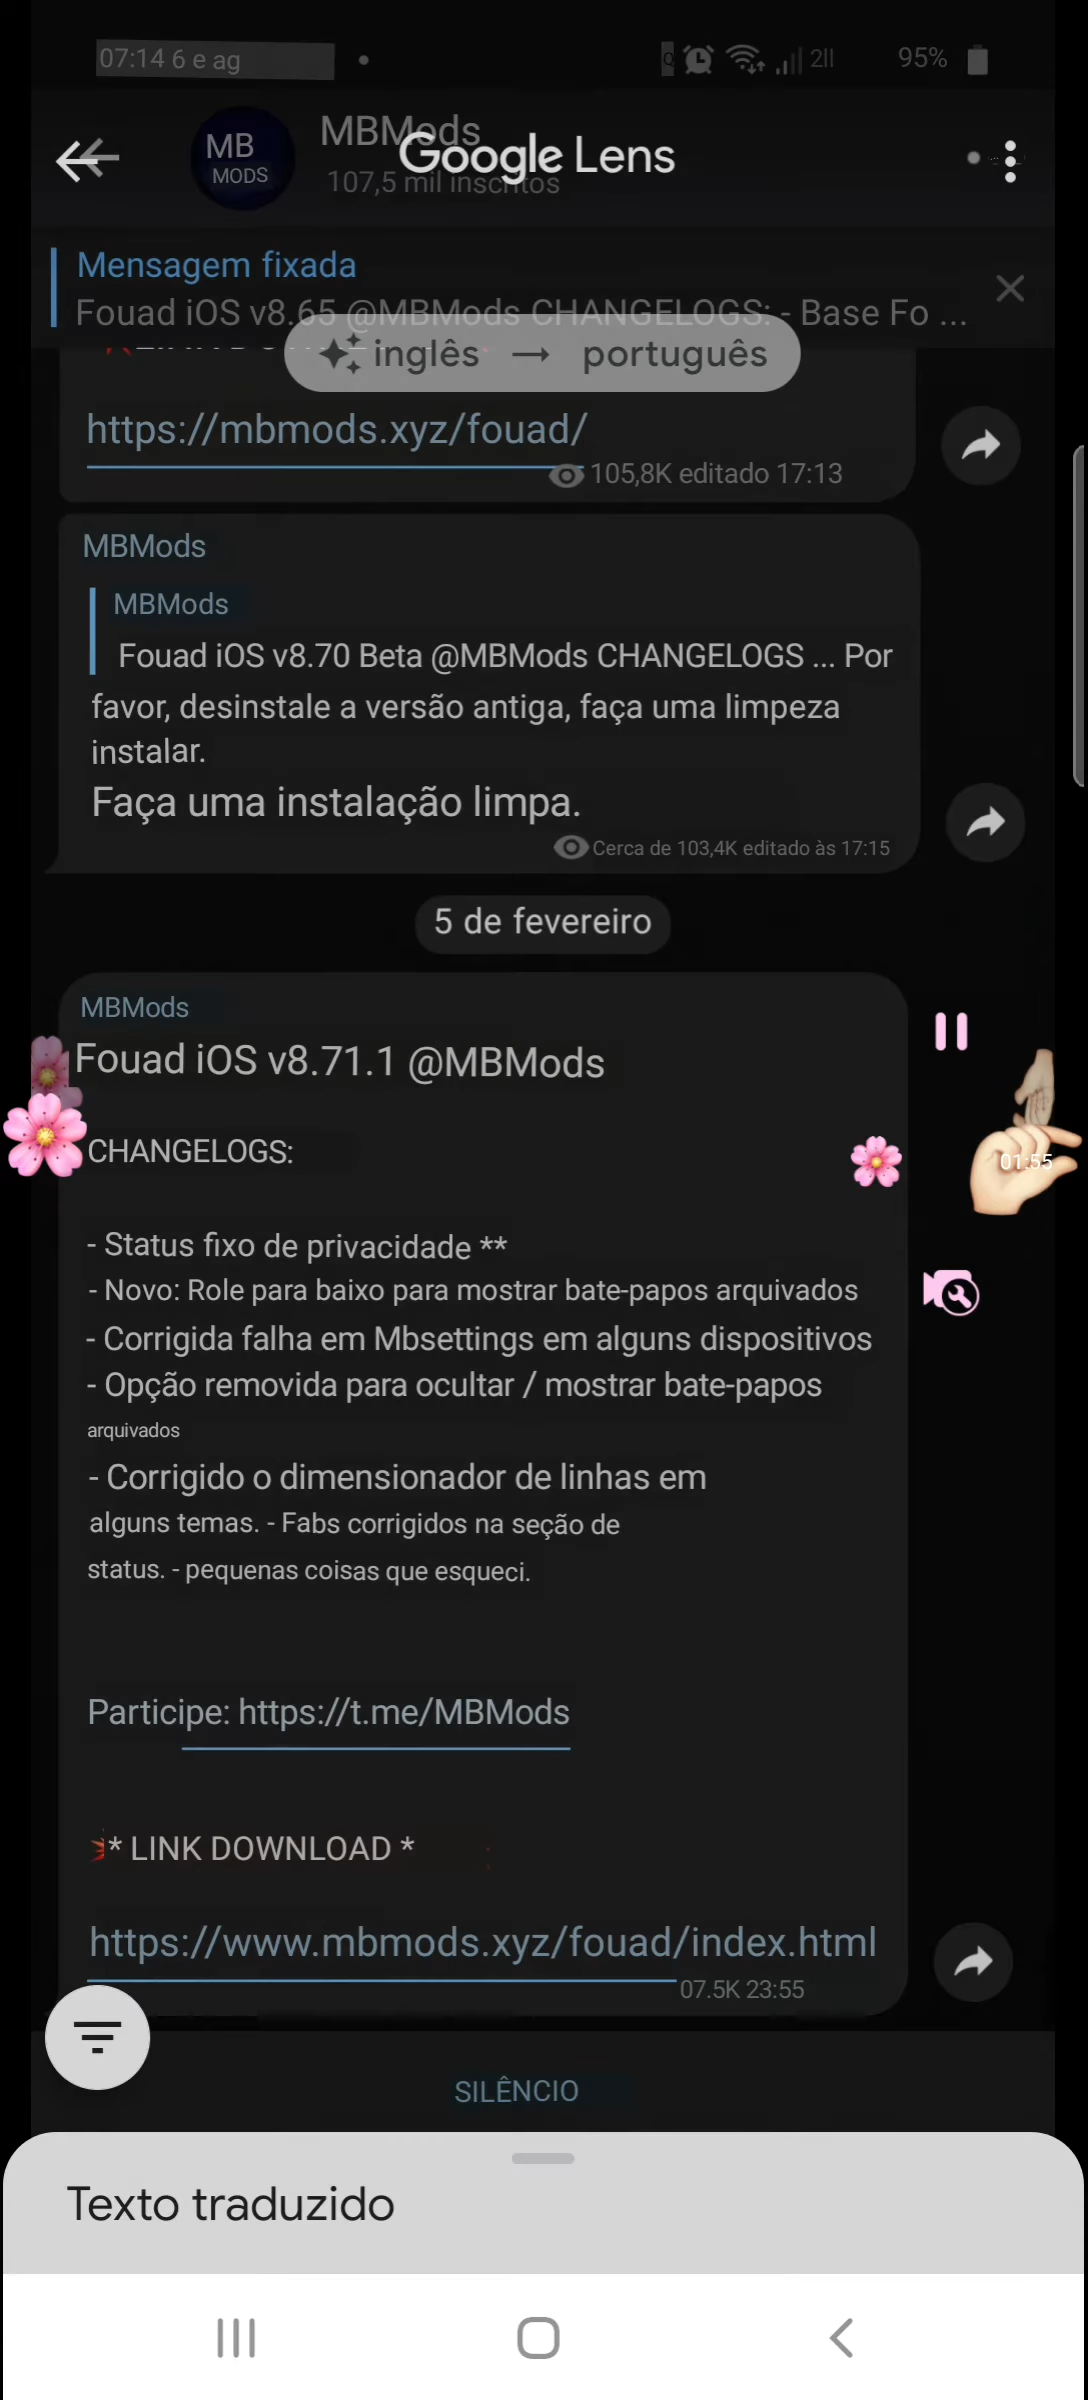 07:14 6 e ag
2ll 95%
MB
MODS
MBMods
Google Lens
107,5 mil inscritos
Mensagem fixada
Fouad iOS v8.65 @MBMods CHANGELOGS: - Base Fo ...
inglês → português
https://mbmods.xyz/fouad/
105,8K editado 17:13
MBMods
MBMods
Fouad iOS v8.70 Beta @MBMods CHANGELOGS ... Por
favor, desinstale a versão antiga, faça uma limpeza
instalar.
Faça uma instalação limpa.
Cerca de 103,4K editado às 17:15
5 de fevereiro
MBMods
Fouad iOS v8.71.1 @MBMods
CHANGELOGS:
01:55
- Status fixo de privacidade **
- Novo: Role para baixo para mostrar bate-papos arquivados
- Corrigida falha em Mbsettings em alguns dispositivos
- Opção removida para ocultar / mostrar bate-papos
arquivados
- Corrigido o dimensionador de linhas em
alguns temas. - Fabs corrigidos na seção de
status. - pequenas coisas que esqueci.
Participe: https://t.me/MBMods
* LINK DOWNLOAD *
https://www.mbmods.xyz/fouad/index.html
07.5K 23:55
SILÊNCIO
Texto traduzido